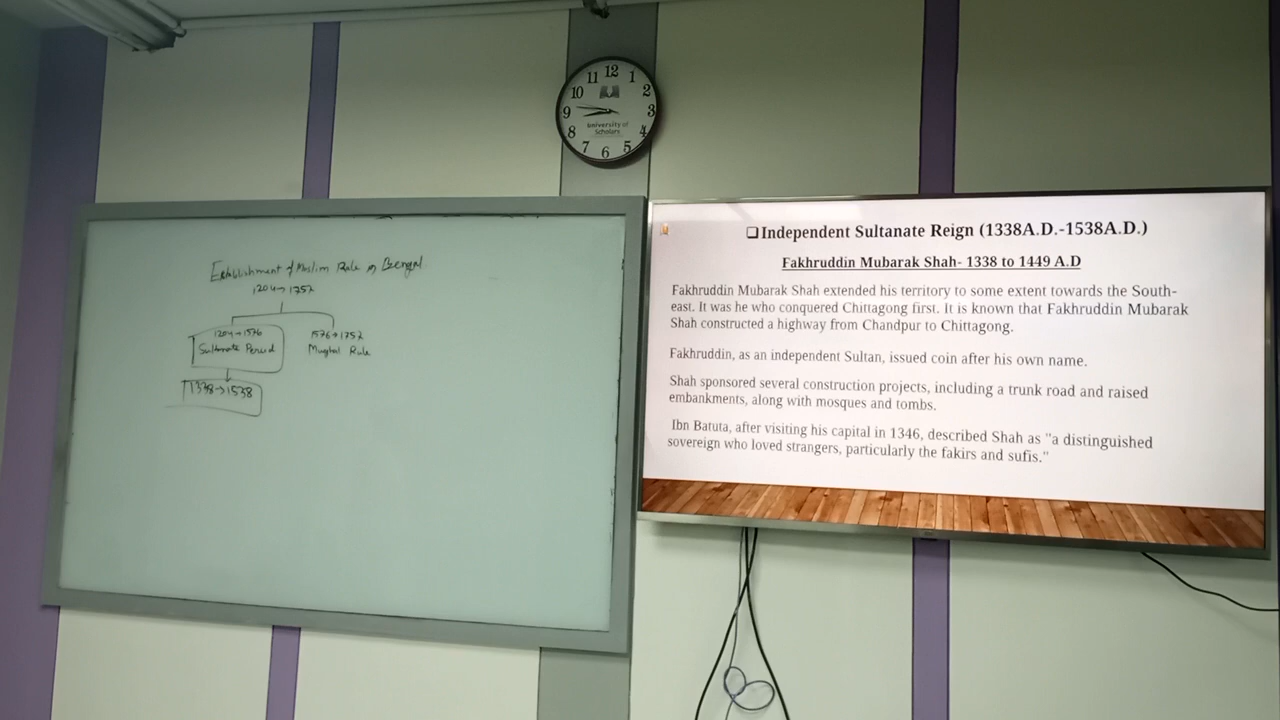 12
11 1
10 2
9 3
8 4
7 5
6
University of
Scholars
Establishment of Muslim Rule in Bengal
1204→1757
1204→1576
Sultanate Period
1576→1757
Mughal Rule
1338→1538
❑Independent Sultanate Reign (1338A.D.-1538A.D.)
Fakhruddin Mubarak Shah- 1338 to 1449 A.D
Fakhruddin Mubarak Shah extended his territory to some extent towards the South-
east. It was he who conquered Chittagong first. It is known that Fakhruddin Mubarak
Shah constructed a highway from Chandpur to Chittagong.
Fakhruddin, as an independent Sultan, issued coin after his own name.
Shah sponsored several construction projects, including a trunk road and raised
embankments, along with mosques and tombs.
Ibn Batuta, after visiting his capital in 1346, described Shah as "a distinguished
sovereign who loved strangers, particularly the fakirs and sufis."